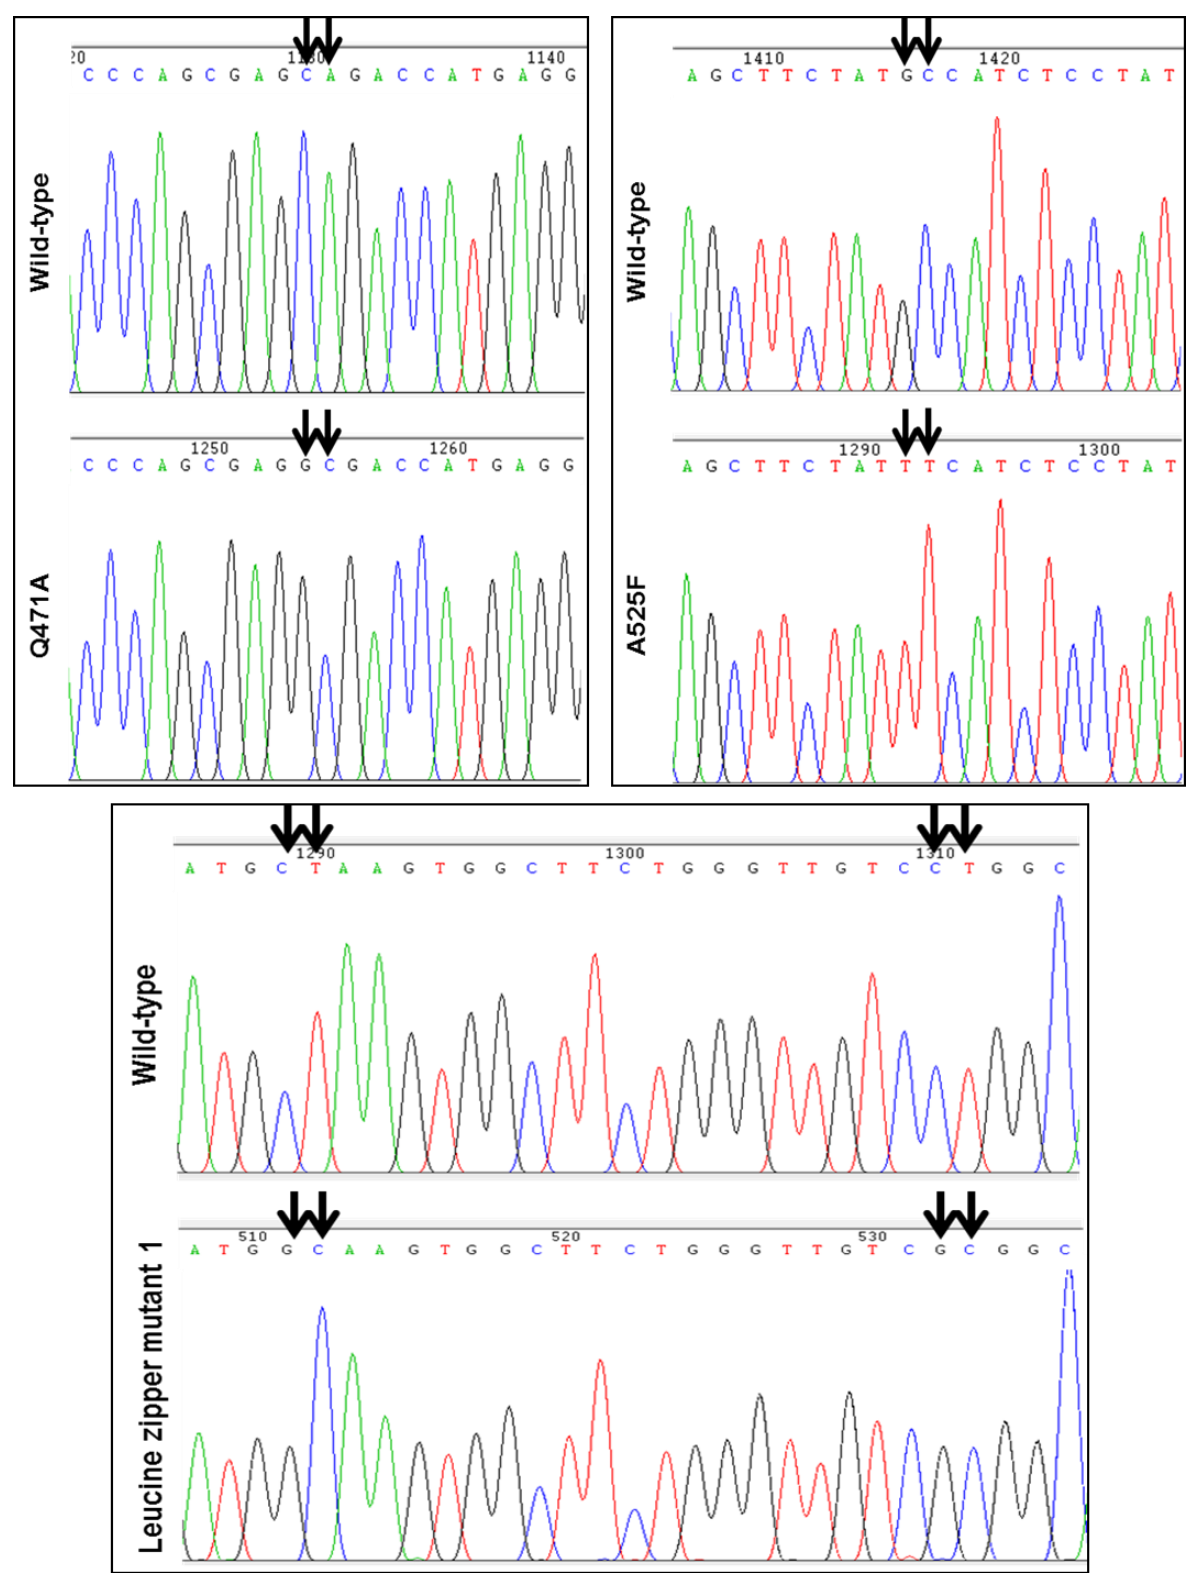 20 1130 1140
C C C A G C G A G C A G A C C A T G A G G
Wild-type
1250 1260
C C C A G C G A G G C G A C C A T G A G G
Q471A
1410 1420
A G C T T C T A T G C C A T C T C C T A T
Wild-type
1290 1300
A G C T T C T A T T T C A T C T C C T A T
A525F
1290 1300 1310
A T G C T A A G T G G C T T C T G G G T T G T C C T G G C
Wild-type
510 520 530
A T G G C A A G T G G C T T C T G G G T T G T C G C G G C
Leucine zipper mutant 1